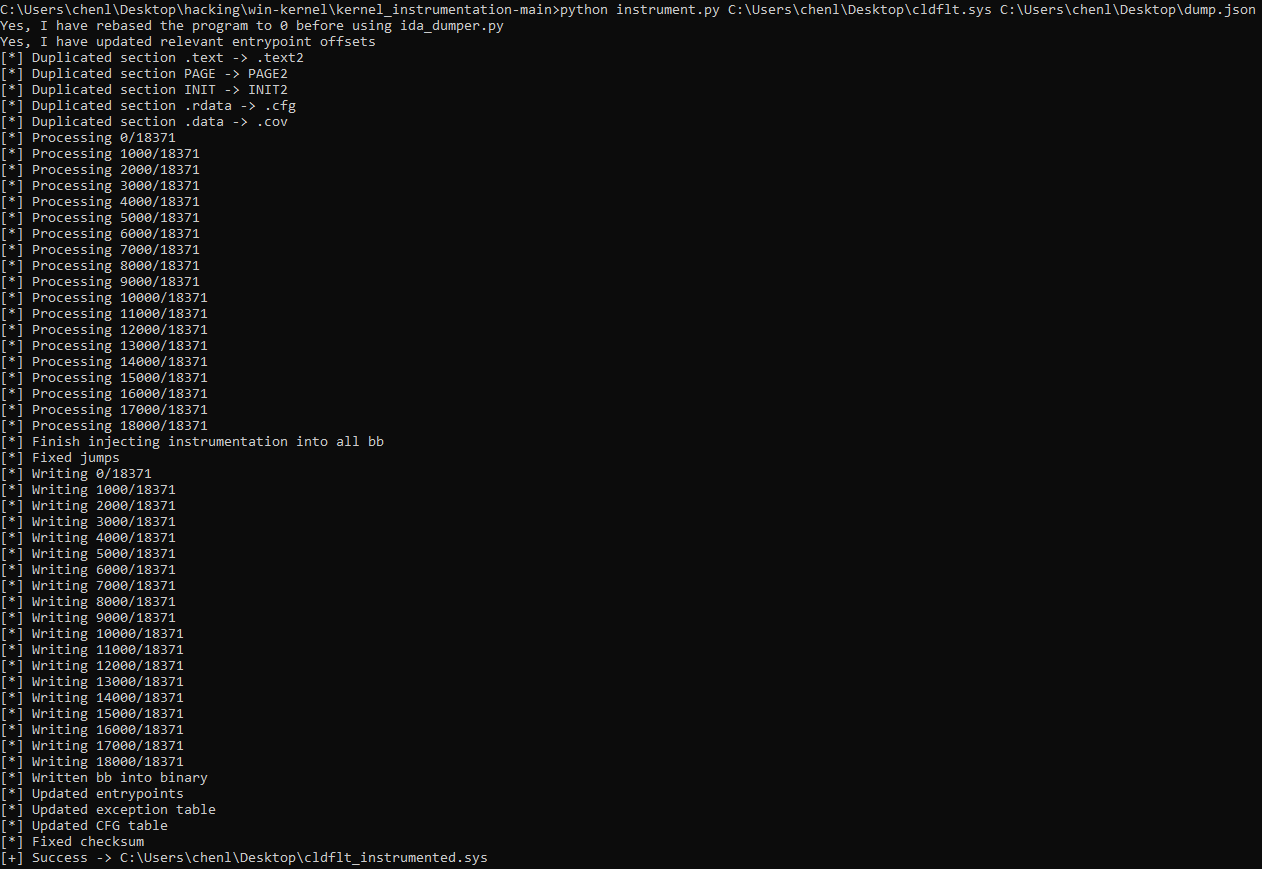 C:\Users\chenl\Desktop\hacking\win-kernel\kernel_instrumentation-main>python instrument.py C:\Users\chenl\Desktop\cldflt.sys C:\Users\chenl\Desktop\dump.json
Yes, I have rebased the program to 0 before using ida_dumper.py
Yes, I have updated relevant entrypoint offsets
[*] Duplicated section .text -> .text2
[*] Duplicated section PAGE -> PAGE2
[*] Duplicated section INIT -> INIT2
[*] Duplicated section .rdata -> .cfg
[*] Duplicated section .data -> .cov
[*] Processing 0/18371
[*] Processing 1000/18371
[*] Processing 2000/18371
[*] Processing 3000/18371
[*] Processing 4000/18371
[*] Processing 5000/18371
[*] Processing 6000/18371
[*] Processing 7000/18371
[*] Processing 8000/18371
[*] Processing 9000/18371
[*] Processing 10000/18371
[*] Processing 11000/18371
[*] Processing 12000/18371
[*] Processing 13000/18371
[*] Processing 14000/18371
[*] Processing 15000/18371
[*] Processing 16000/18371
[*] Processing 17000/18371
[*] Processing 18000/18371
[*] Finish injecting instrumentation into all bb
[*] Fixed jumps
[*] Writing 0/18371
[*] Writing 1000/18371
[*] Writing 2000/18371
[*] Writing 3000/18371
[*] Writing 4000/18371
[*] Writing 5000/18371
[*] Writing 6000/18371
[*] Writing 7000/18371
[*] Writing 8000/18371
[*] Writing 9000/18371
[*] Writing 10000/18371
[*] Writing 11000/18371
[*] Writing 12000/18371
[*] Writing 13000/18371
[*] Writing 14000/18371
[*] Writing 15000/18371
[*] Writing 16000/18371
[*] Writing 17000/18371
[*] Writing 18000/18371
[*] Written bb into binary
[*] Updated entrypoints
[*] Updated exception table
[*] Updated CFG table
[*] Fixed checksum
[+] Success -> C:\Users\chenl\Desktop\cldflt_instrumented.sys